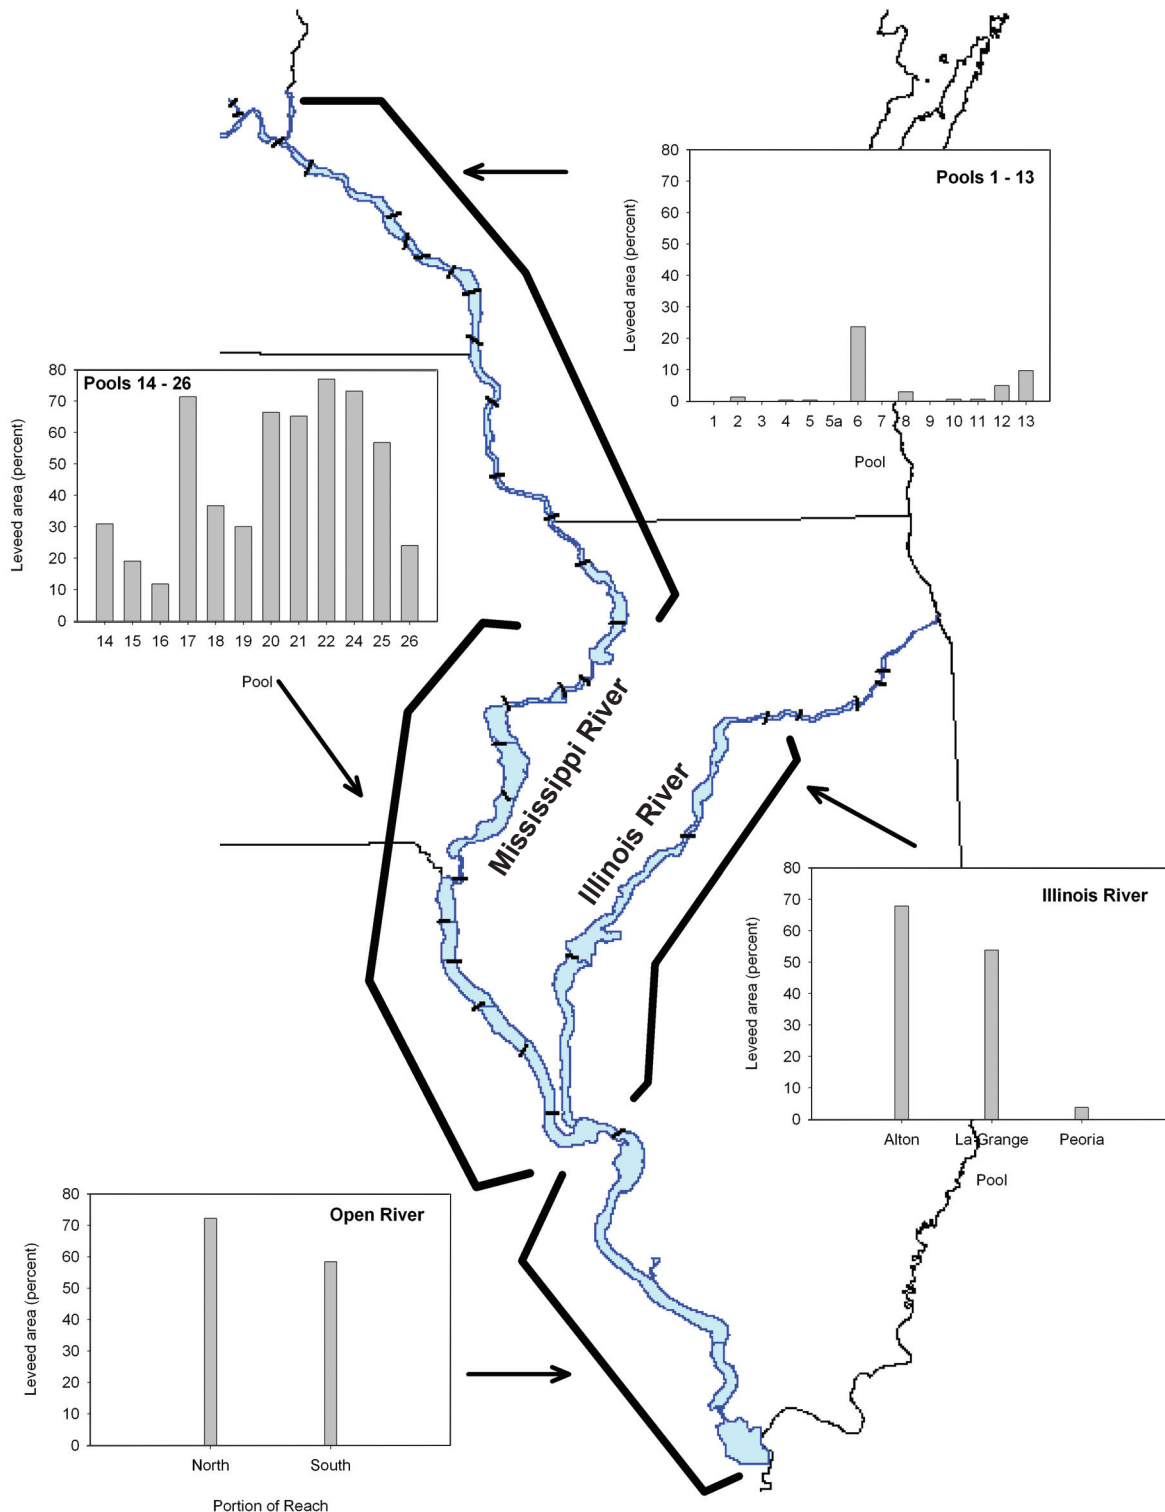 80
70
60
50
40
30
20
10
0
Leveed area (percent)
Pools 1 - 13
1 2 3 4 5 5a 6 7 8 9 10 11 12 13
Pool
80
70
60
50
40
30
20
10
0
Leveed area (percent)
Pools 14 - 26
14 15 16 17 18 19 20 21 22 24 25 26
Pool
Mississippi River
Illinois River
80
70
60
50
40
30
20
10
0
Leveed area (percent)
Illinois River
Alton La Grange Peoria
Pool
80
70
60
50
40
30
20
10
0
Leveed area (percent)
Open River
North South
Portion of Reach